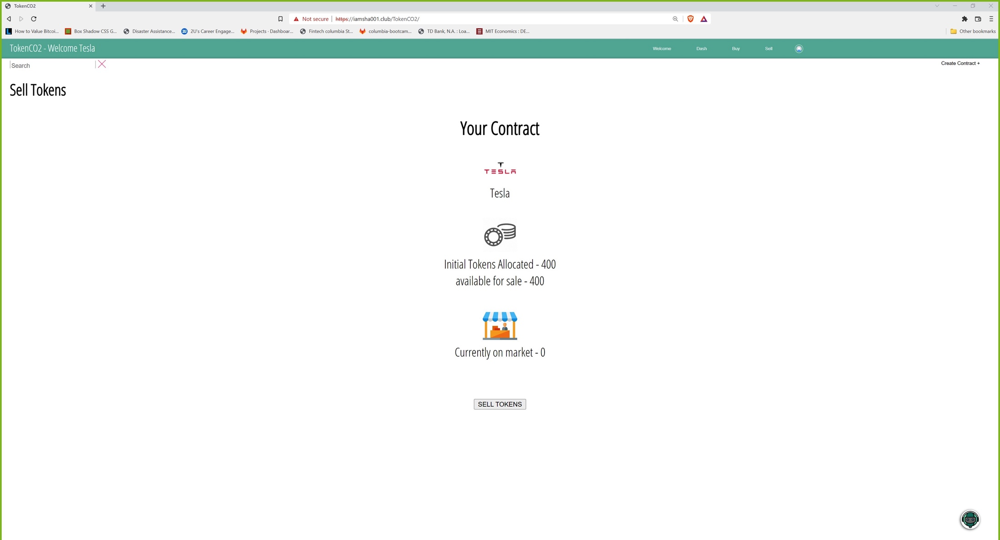 TokenCO2
Not secure | https://iamsha001.club/TokenCO2/
How to Value Bitcoi...
Box Shadow CSS G...
Disaster Assistance...
2U
2U's Career Engage...
Projects · Dashboar...
Fintech columbia St...
columbia-bootcam...
TD Bank, N.A. : Loa...
MIT Economics : DE...
Other bookmarks
TokenCO2 - Welcome Tesla
Welcome
Dash
Buy
Sell
Search
Create Contract +
Sell Tokens
Your Contract
TESLA
Tesla
Initial Tokens Allocated - 400
available for sale - 400
Currently on market - 0
SELL TOKENS